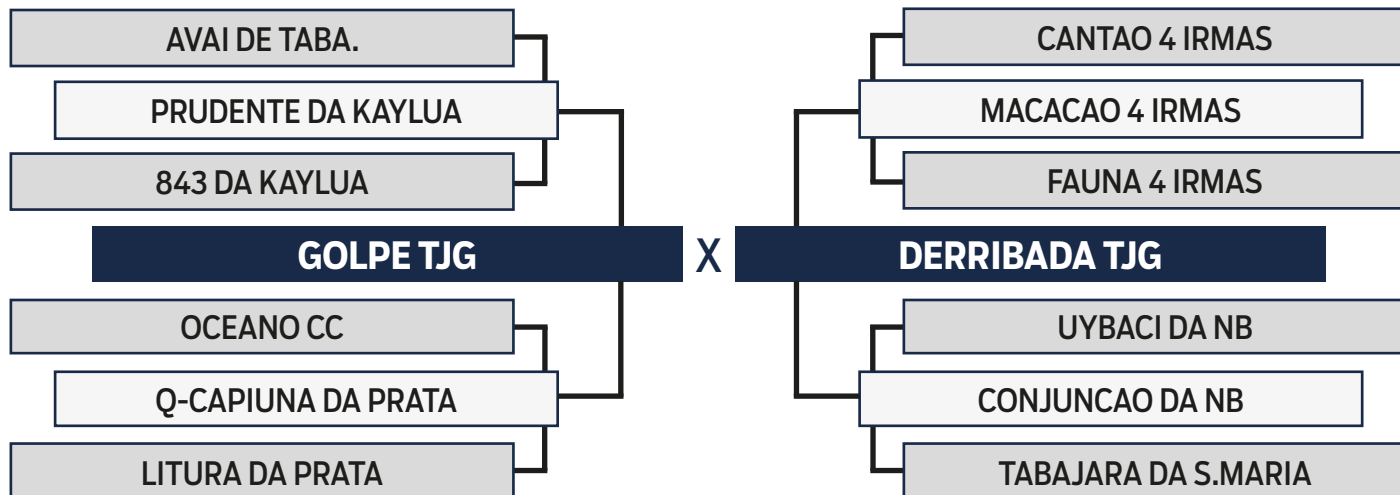 AVAI DE TABA.
PRUDENTE DA KAYLUA
843 DA KAYLUA
GOLPE TJG
OCEANO CC
Q-CAPIUNA DA PRATA
LITURA DA PRATA
X
CANTAO 4 IRMAS
MACACAO 4 IRMAS
FAUNA 4 IRMAS
DERRIBADA TJG
UYBACI DA NB
CONJUNCAO DA NB
TABAJARA DA S.MARIA